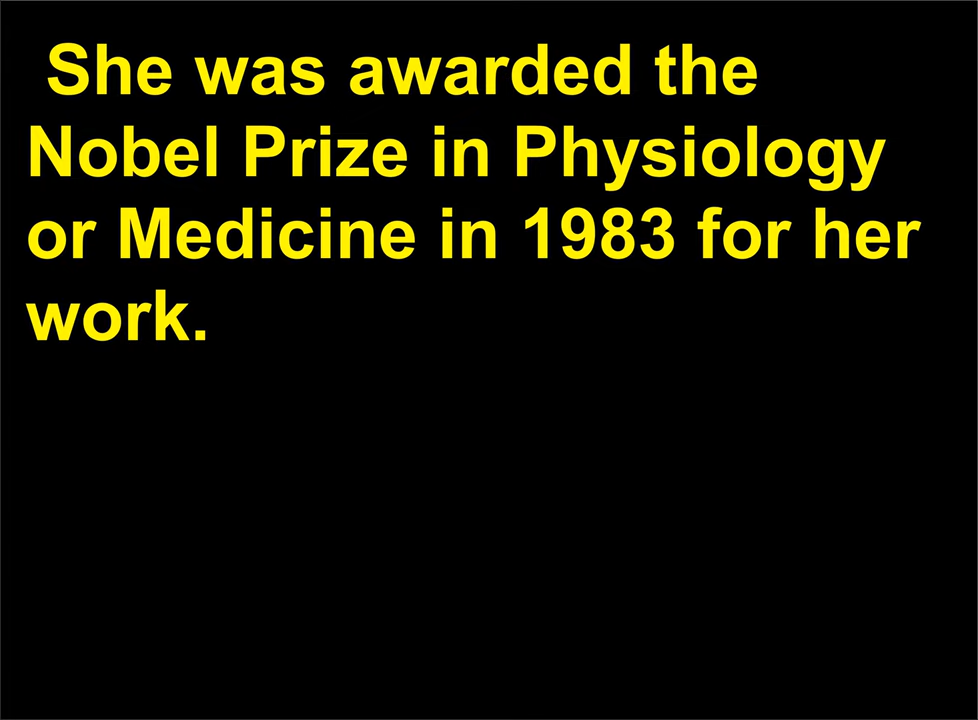 She was awarded the
Nobel Prize in Physiology
or Medicine in 1983 for her
work.